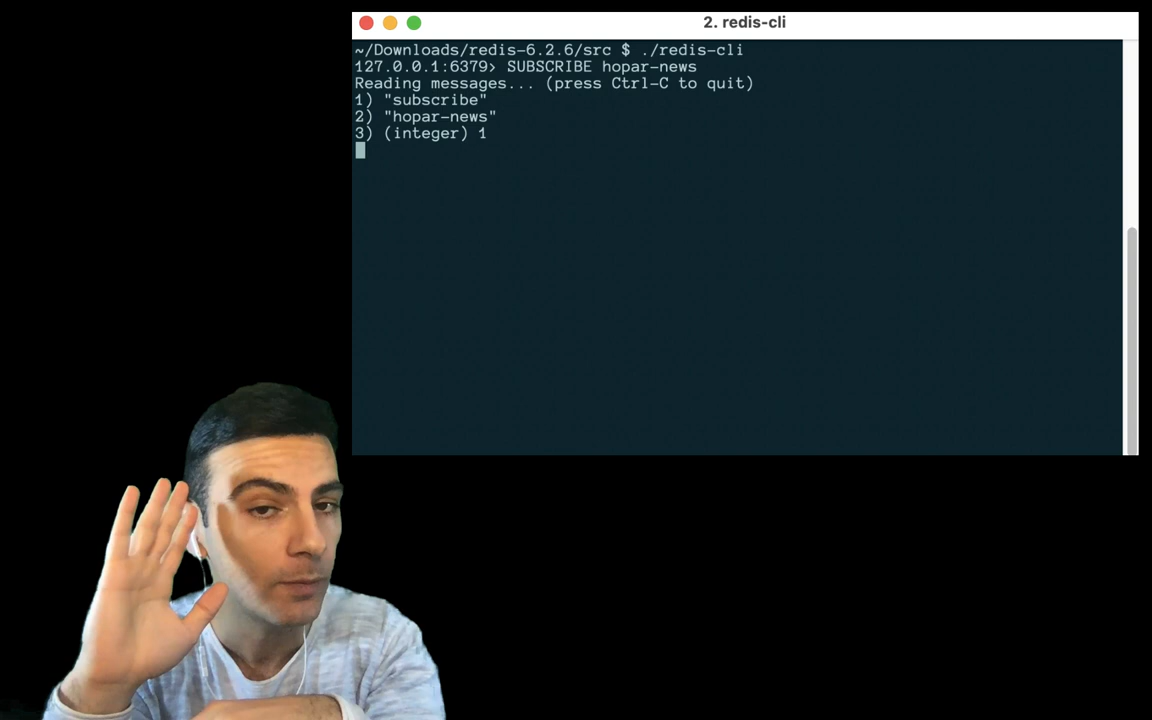 2. redis-cli
~/Downloads/redis-6.2.6/src $ ./redis-cli
127.0.0.1:6379> SUBSCRIBE hopar-news
Reading messages... (press Ctrl-C to quit)
1) "subscribe"
2) "hopar-news"
3) (integer) 1